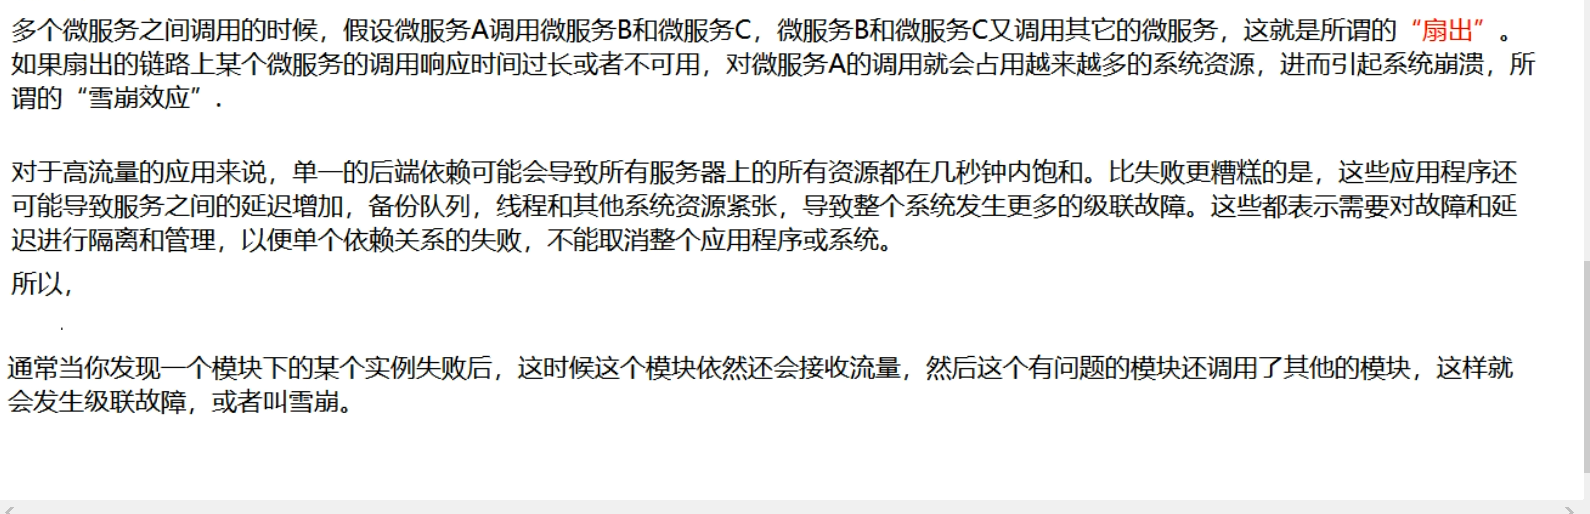 多个微服务之间调用的时候，假设微服务A调用微服务B和微服务C，微服务B和微服务C又调用其它的微服务，这就是所谓的“扇出”。
如果扇出的链路上某个微服务的调用响应时间过长或者不可用，对微服务A的调用就会占用越来越多的系统资源，进而引起系统崩溃，所
谓的“雪崩效应”.
对于高流量的应用来说，单一的后端依赖可能会导致所有服务器上的所有资源都在几秒钟内饱和。比失败更糟糕的是，这些应用程序还
可能导致服务之间的延迟增加，备份队列，线程和其他系统资源紧张，导致整个系统发生更多的级联故障。这些都表示需要对故障和延
迟进行隔离和管理，以便单个依赖关系的失败，不能取消整个应用程序或系统。
所以，
.
通常当你发现一个模块下的某个实例失败后，这时候这个模块依然还会接收流量，然后这个有问题的模块还调用了其他的模块，这样就
会发生级联故障，或者叫雪崩。